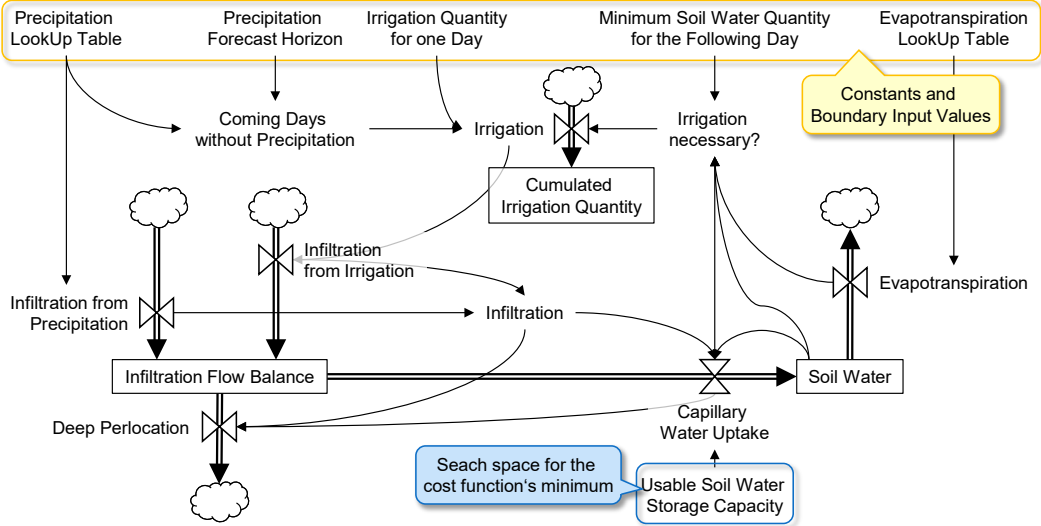 Precipitation
LookUp Table
Precipitation
Forecast Horizon
Irrigation Quantity
for one Day
Minimum Soil Water Quantity
for the Following Day
Evapotranspiration
LookUp Table
Constants and
Boundary Input Values
Coming Days
without Precipitation
Irrigation
Irrigation
necessary?
Cumulated
Irrigation Quantity
Infiltration
from Irrigation
Evapotranspiration
Infiltration from
Precipitation
Infiltration
Infiltration Flow Balance
Soil Water
Deep Perlocation
Capillary
Water Uptake
Seach space for the
cost function‘s minimum
Usable Soil Water
Storage Capacity